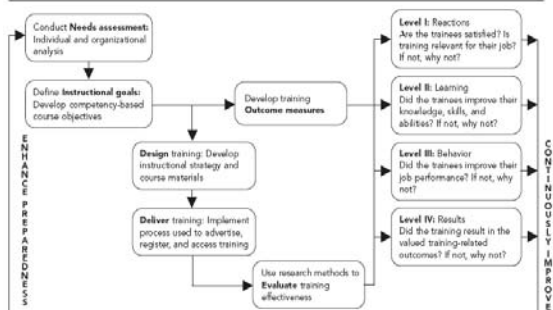 Conduct Needs assessment:
Individual and organizational
analysis
Define Instructional goals:
Develop competency-based
course objectives
Develop training
Outcome measures
Design training: Develop
instructional strategy and
course materials
Deliver training: Implement
process used to advertise,
register, and access training
Use research methods to
Evaluate training
effectiveness
Level I: Reactions
Are the trainees satisfied? Is
training relevant for their job?
If not, why not?
Level II: Learning
Did the trainees improve their
knowledge, skills, and
abilities? If not, why not?
Level III: Behavior
Did the trainees improve their
job performance? If not, why
not?
Level IV: Results
Did the training result in the
valued training-related
outcomes? If not, why not?
ENHANCE PREPAREDNESS
CONTINUOUSLY IMPROVE